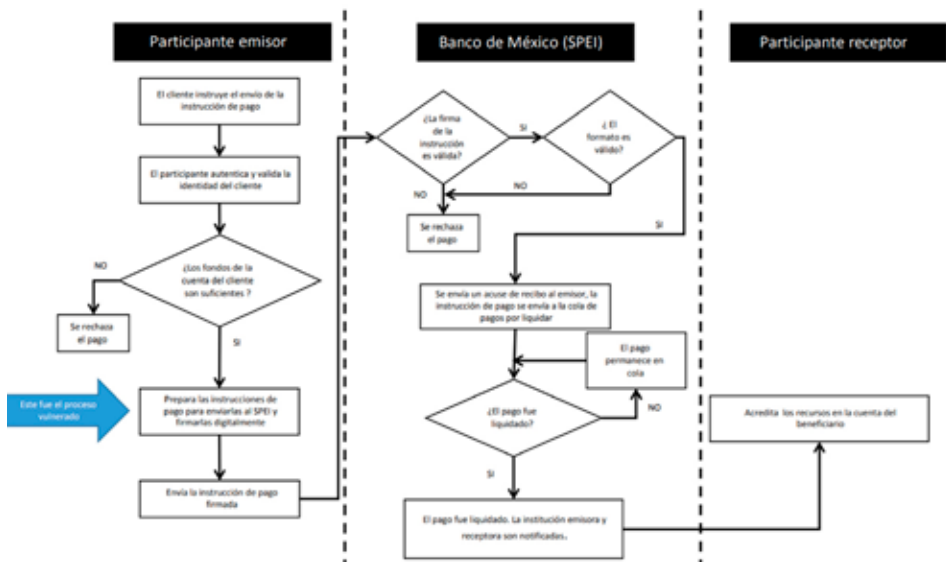 Participante emisor
Banco de México (SPEI)
Participante receptor
El cliente instruye el envío de la
instrucción de pago
El participante autentica y valida la
identidad del cliente
¿Los fondos de la
cuenta del cliente
son suficientes ?
NO
Se rechaza
el pago
SI
Este fue el proceso
vulnerado
Prepara las instrucciones de
pago para enviarlas al SPEI y
firmarlas digitalmente
Envía la instrucción de pago
firmada
¿La firma
de la
instrucción
es válida?
SI
¿ El
formato es
válido?
NO
NO
Se rechaza
el pago
SI
Se envía un acuse de recibo al emisor, la
instrucción de pago se envía a la cola de
pagos por liquidar
El pago
permanece en
cola
¿El pago fue
liquidado?
NO
SI
El pago fue liquidado. La institución emisora y
receptora son notificadas.
Acredita los recursos en la cuenta del
beneficiario